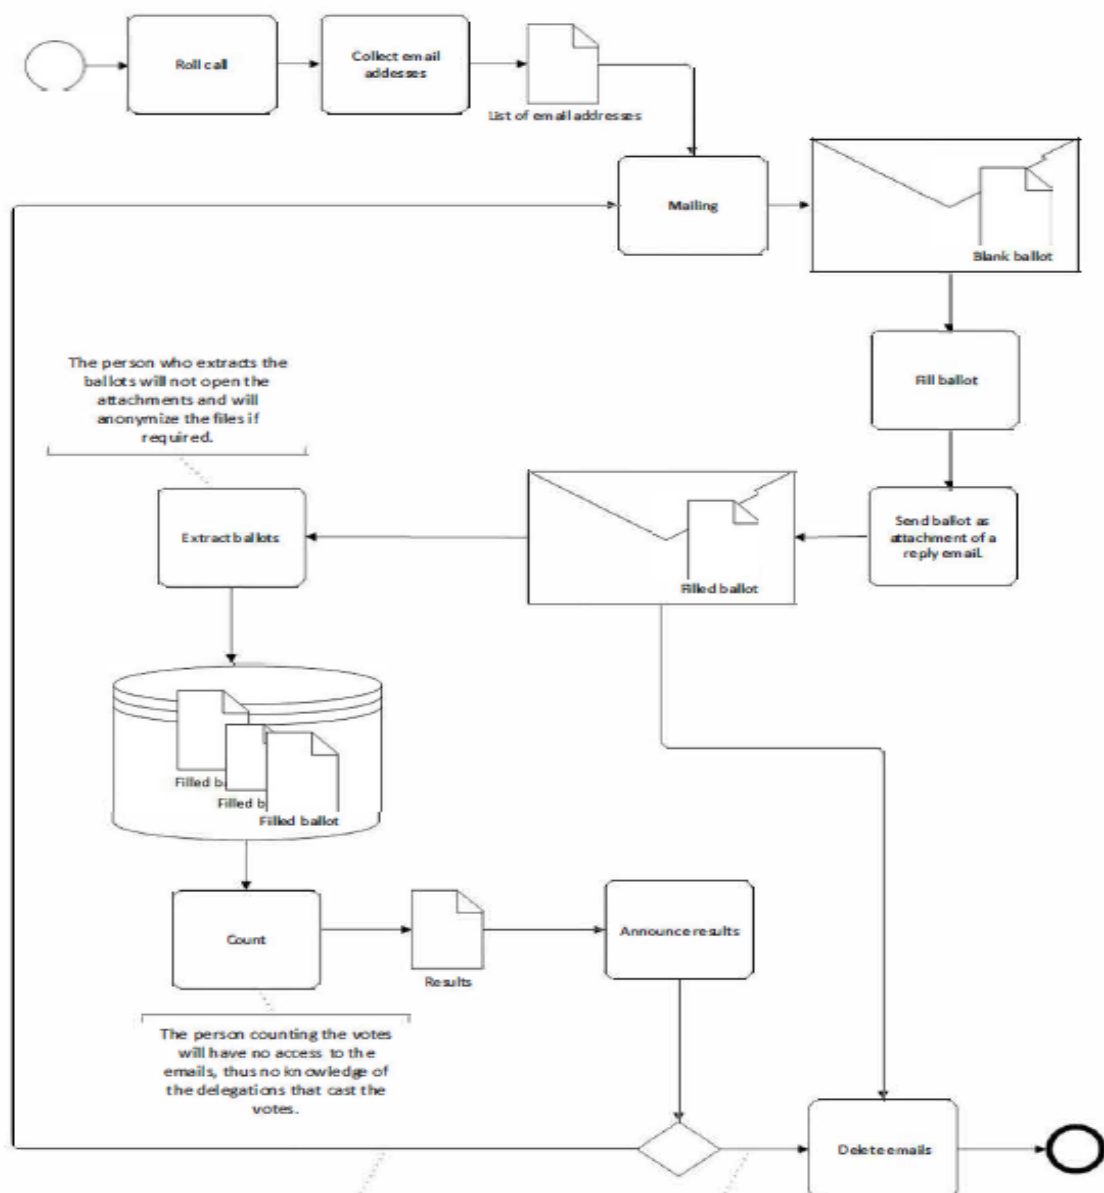 Roll call
Collect email
addesses
List of email addresses
Mailing
Blank ballot
The person who extracts the
ballots will not open the
attachments and will
anonymize the files if
required.
Fill ballot
Extract ballots
Filled ballot
Send ballot as
attachment of a
reply email.
Filled ba
Filled b
Filled ballot
Count
Results
Announce results
The person counting the votes
will have no access to the
emails, thus no knowledge of
the delegations that cast the
votes.
Delete emails